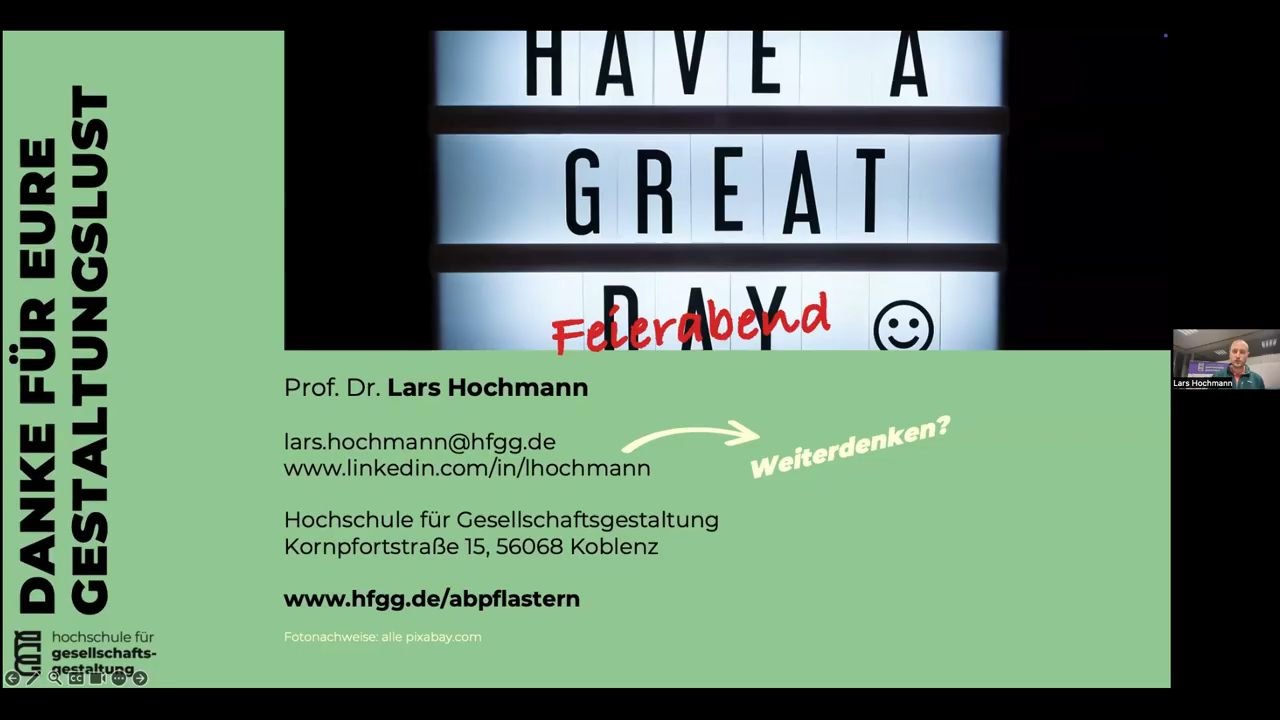 DANKE FÜR EURE
GESTALTUNGSLUST
HAVE A
GREAT
DAY
Feierabend
Prof. Dr. Lars Hochmann
lars.hochmann@hfgg.de
www.linkedin.com/in/lhochmann
Weiterdenken?
Hochschule für Gesellschaftsgestaltung
Kornpfortstraße 15, 56068 Koblenz
www.hfgg.de/abpflastern
Fotonachweise: alle pixabay.com
hochschule für
gesellschafts-
gestaltung
CC
Lars Hochmann